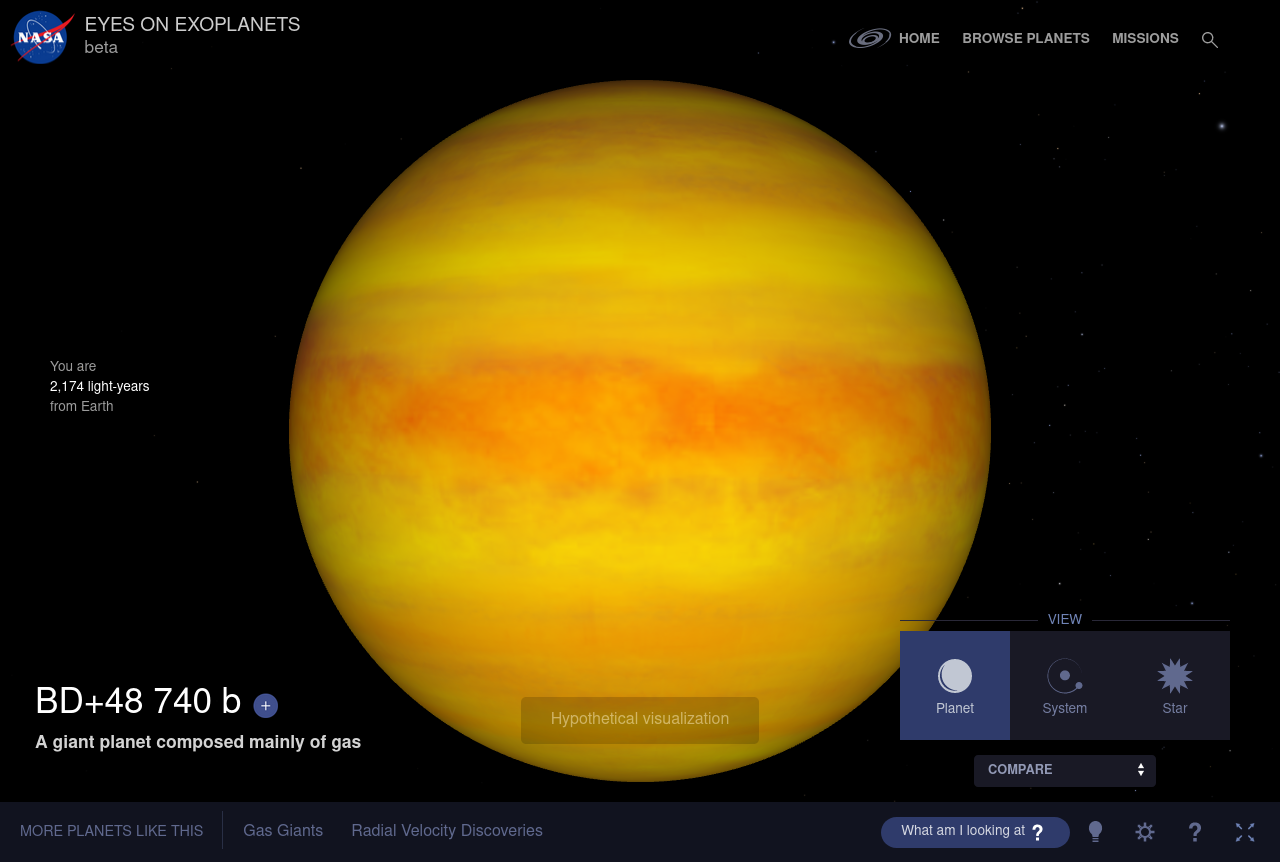 NASA
EYES ON EXOPLANETS
beta
HOME
BROWSE PLANETS
MISSIONS
You are
2,174 light-years
from Earth
BD+48 740 b +
A giant planet composed mainly of gas
Hypothetical visualization
VIEW
Planet
System
Star
COMPARE
MORE PLANETS LIKE THIS
Gas Giants
Radial Velocity Discoveries
What am I looking at ?
?